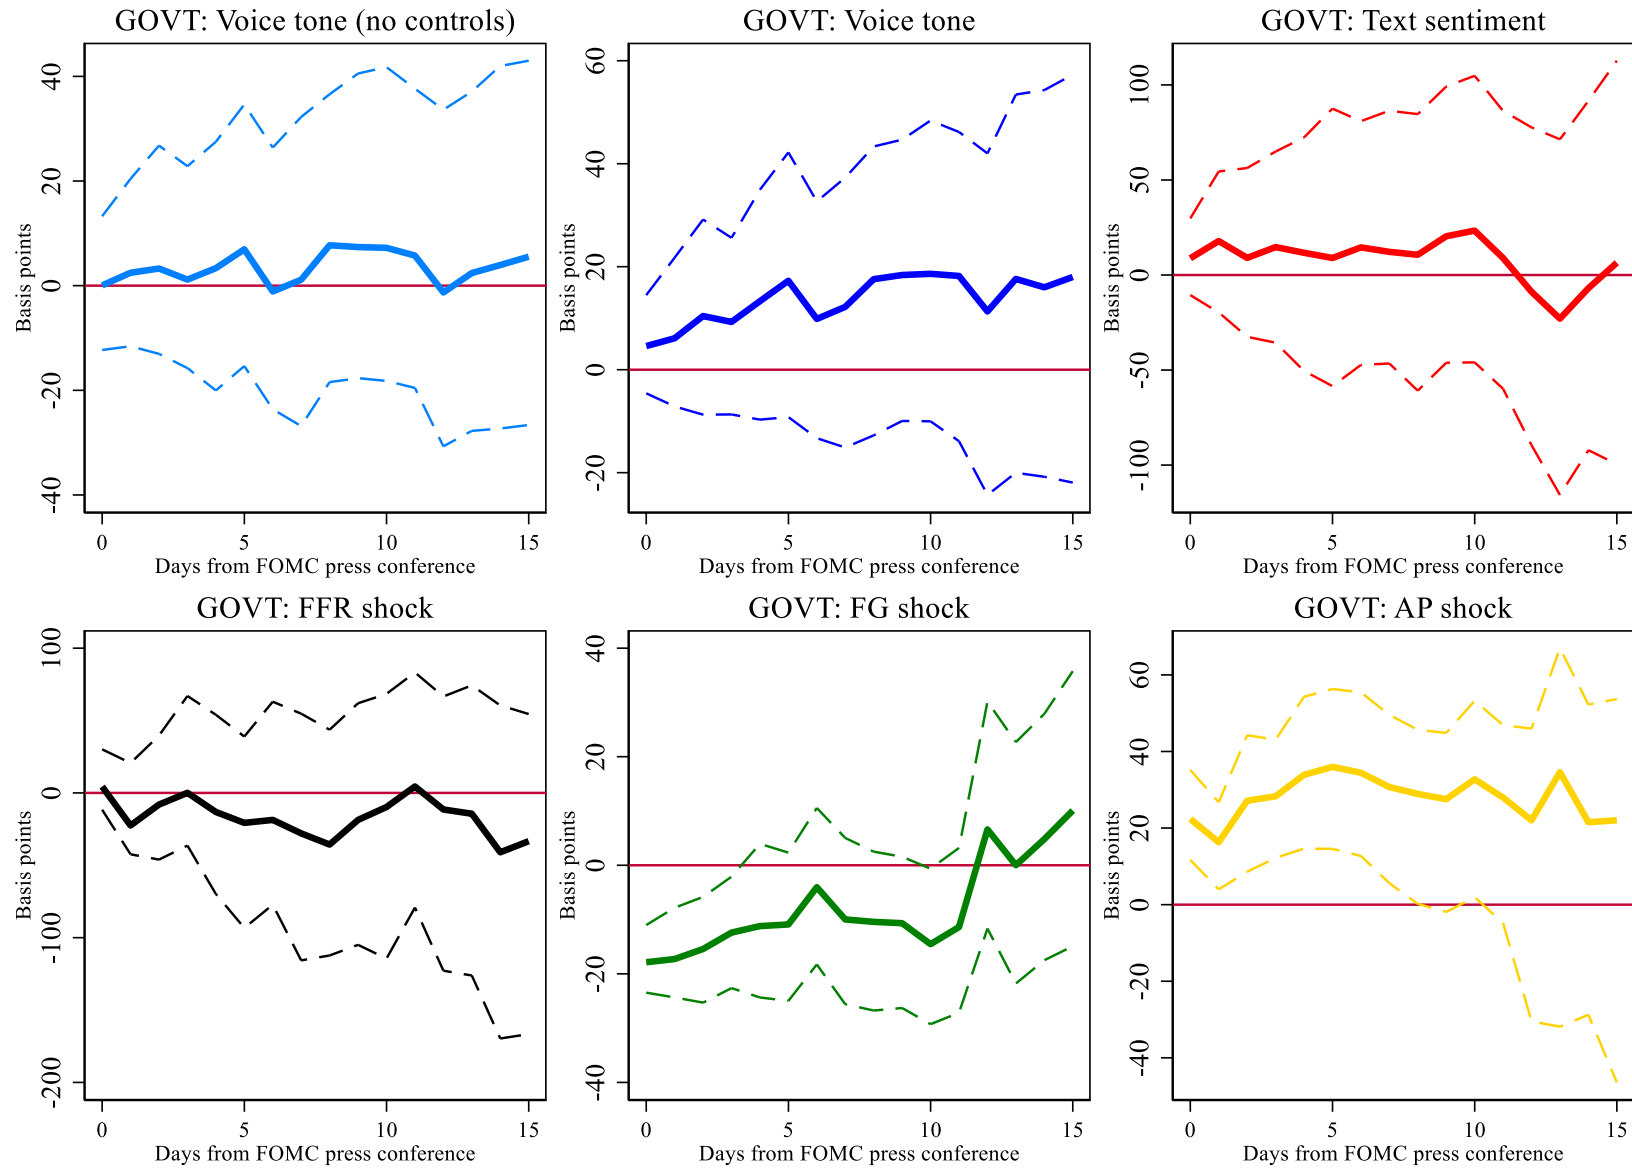 GOVT: Voice tone (no controls)
40
20
0
-20
-40
Basis points
0 5 10 15
Days from FOMC press conference
GOVT: Voice tone
60
40
20
0
-20
Basis points
0 5 10 15
Days from FOMC press conference
GOVT: Text sentiment
100
50
0
-50
-100
Basis points
0 5 10 15
Days from FOMC press conference
GOVT: FFR shock
100
0
-100
-200
Basis points
0 5 10 15
Days from FOMC press conference
GOVT: FG shock
40
20
0
-20
-40
Basis points
0 5 10 15
Days from FOMC press conference
GOVT: AP shock
60
40
20
0
-20
-40
Basis points
0 5 10 15
Days from FOMC press conference